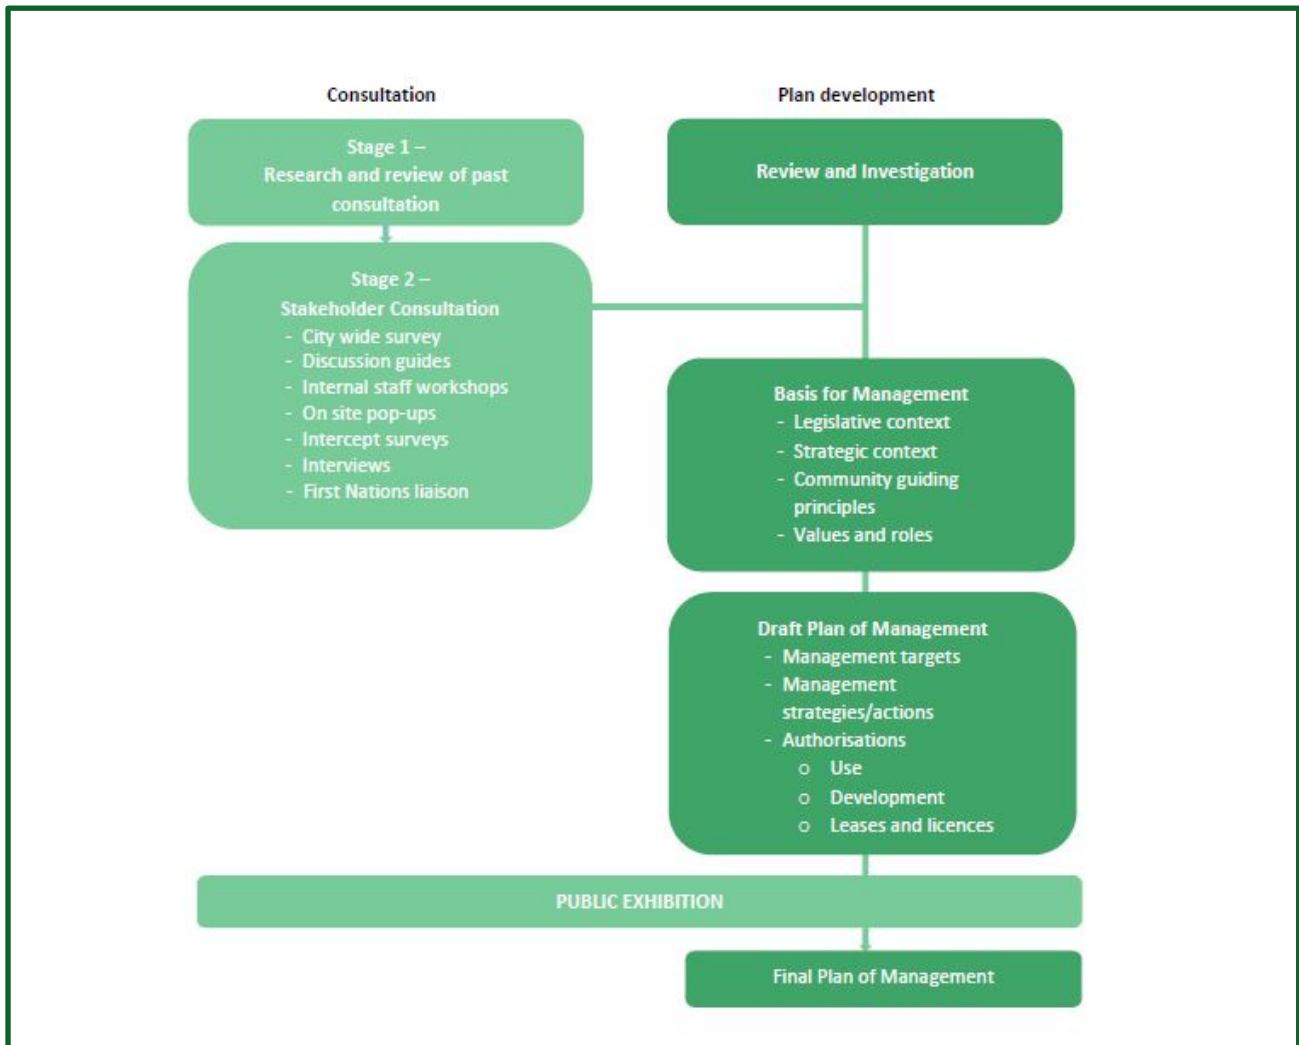 Consultation
Plan development
Stage 1 –
Research and review of past
consultation
Review and Investigation
Stage 2 –
Stakeholder Consultation
- City wide survey
- Discussion guides
- Internal staff workshops
- On site pop-ups
- Intercept surveys
- Interviews
- First Nations liaison
Basis for Management
- Legislative context
- Strategic context
- Community guiding
principles
- Values and roles
Draft Plan of Management
- Management targets
- Management
strategies/actions
- Authorisations
o Use
o Development
o Leases and licences
PUBLIC EXHIBITION
Final Plan of Management